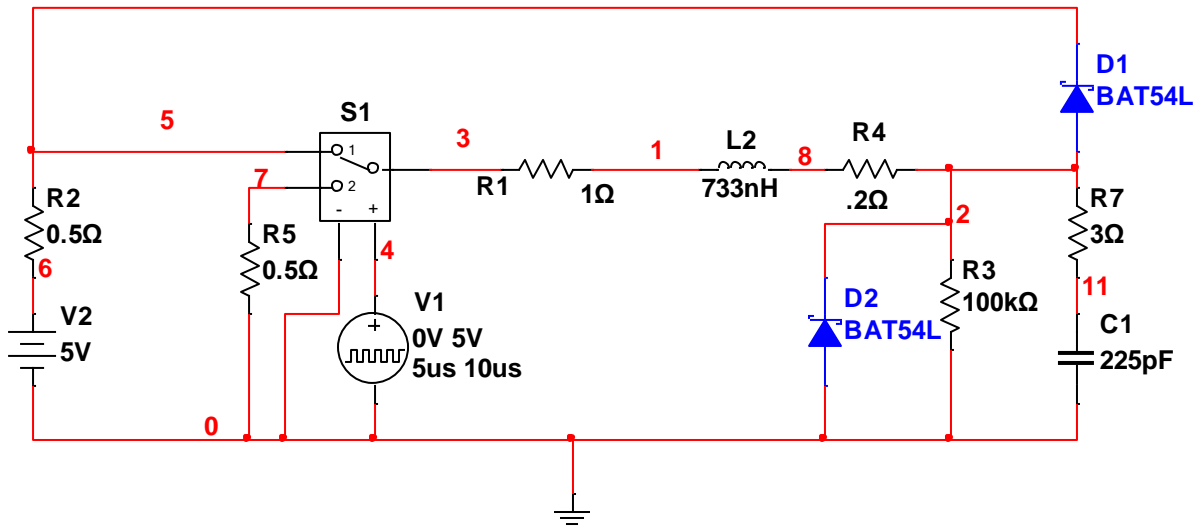 D1
BAT54L
S1
5
3
1
L2
733nH
8
R4
.2Ω
1
2
- +
7
R1
1Ω
R2
0.5Ω
R5
0.5Ω
4
6
2
R7
3Ω
R3
100kΩ
11
D2
BAT54L
V2
5V
V1
0V 5V
5us 10us
C1
225pF
0